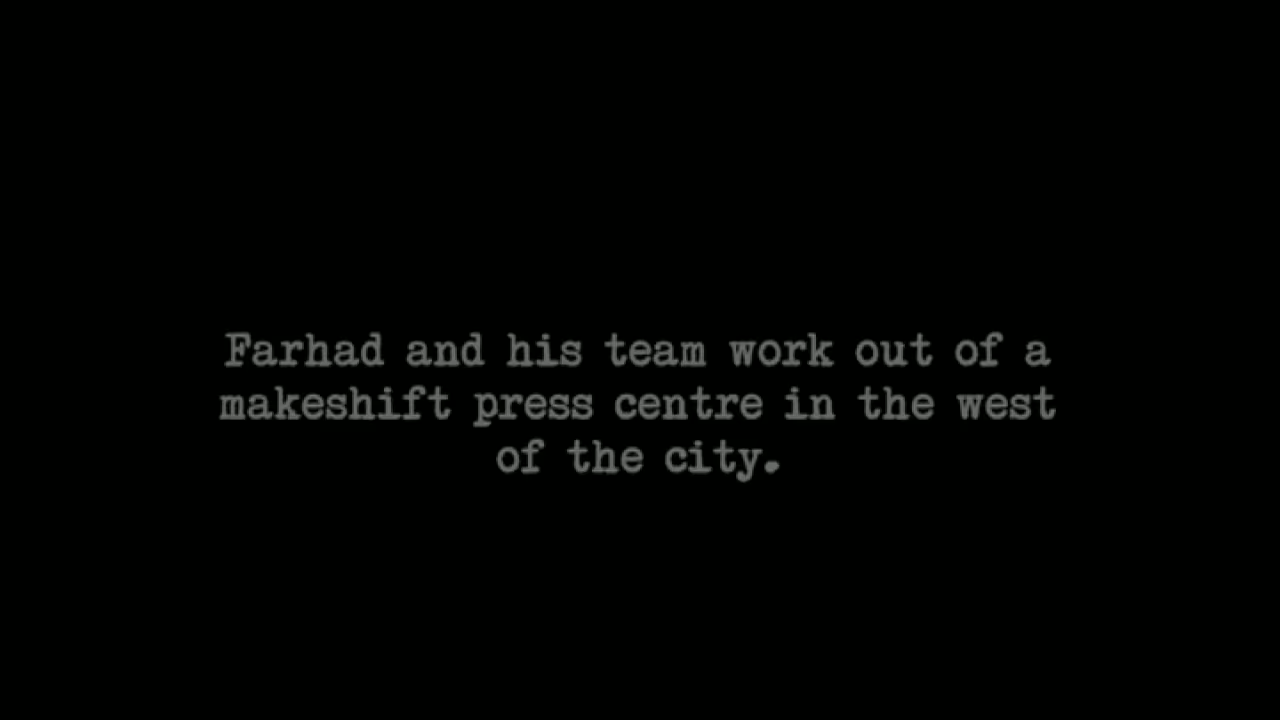 Farhad and his team work out of a
makeshift press centre in the west
of the city.